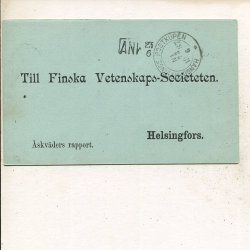 ANK
Till Finska Vetenskaps-Societeten.
Helsingfors.
Åskväders rapport.